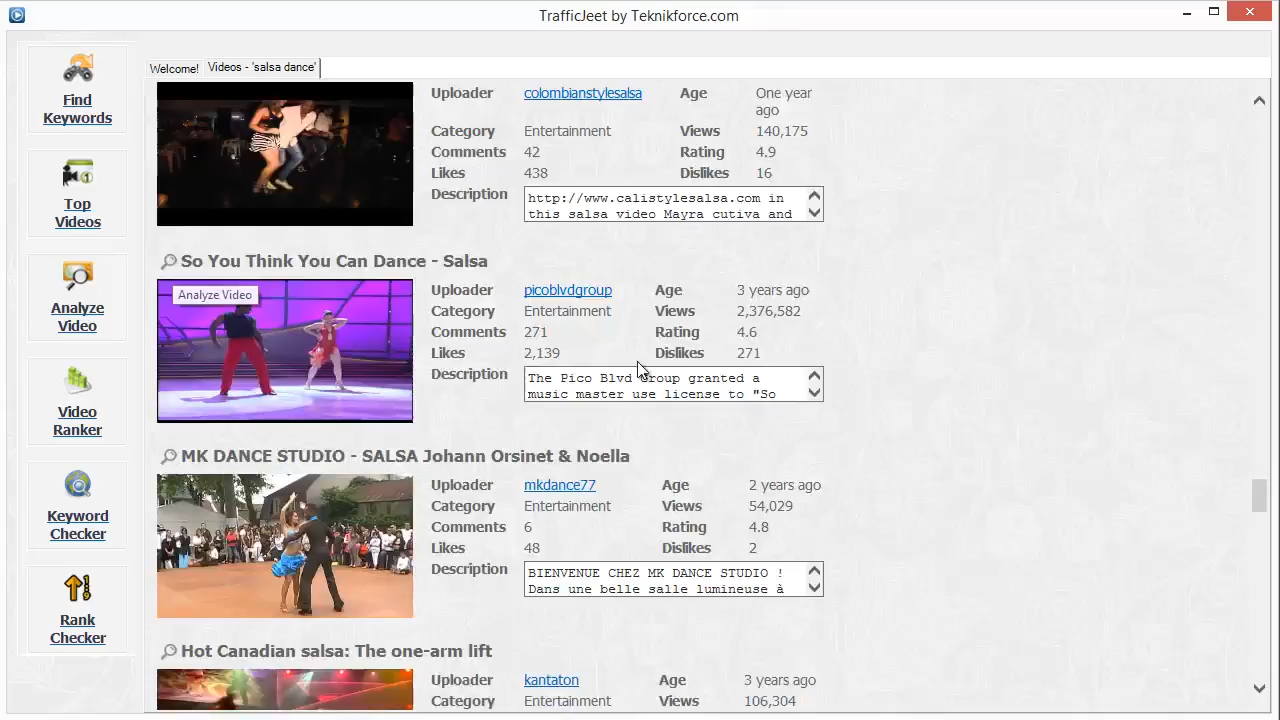 TrafficJeet by Teknikforce.com
Find
Keywords
Top
Videos
Analyze
Video
Video
Ranker
Keyword
Checker
Rank
Checker
Welcome!
Videos - 'salsa dance'
Uploader colombianstylesalsa Age One year
ago
Category Entertainment Views 140,175
Comments 42 Rating 4.9
Likes 438 Dislikes 16
Description http://www.calistylesalsa.com in
this salsa video Mayra cutiva and
So You Think You Can Dance - Salsa
Analyze Video
Uploader picoblvdgroup Age 3 years ago
Category Entertainment Views 2,376,582
Comments 271 Rating 4.6
Likes 2,139 Dislikes 271
Description The Pico Blvd Group granted a
music master use license to "So
MK DANCE STUDIO - SALSA Johann Orsinet & Noella
Uploader mkdance77 Age 2 years ago
Category Entertainment Views 54,029
Comments 6 Rating 4.8
Likes 48 Dislikes 2
Description BIENVENUE CHEZ MK DANCE STUDIO !
Dans une belle salle lumineuse à
Hot Canadian salsa: The one-arm lift
Uploader kantaton Age 3 years ago
Category Entertainment Views 106,304